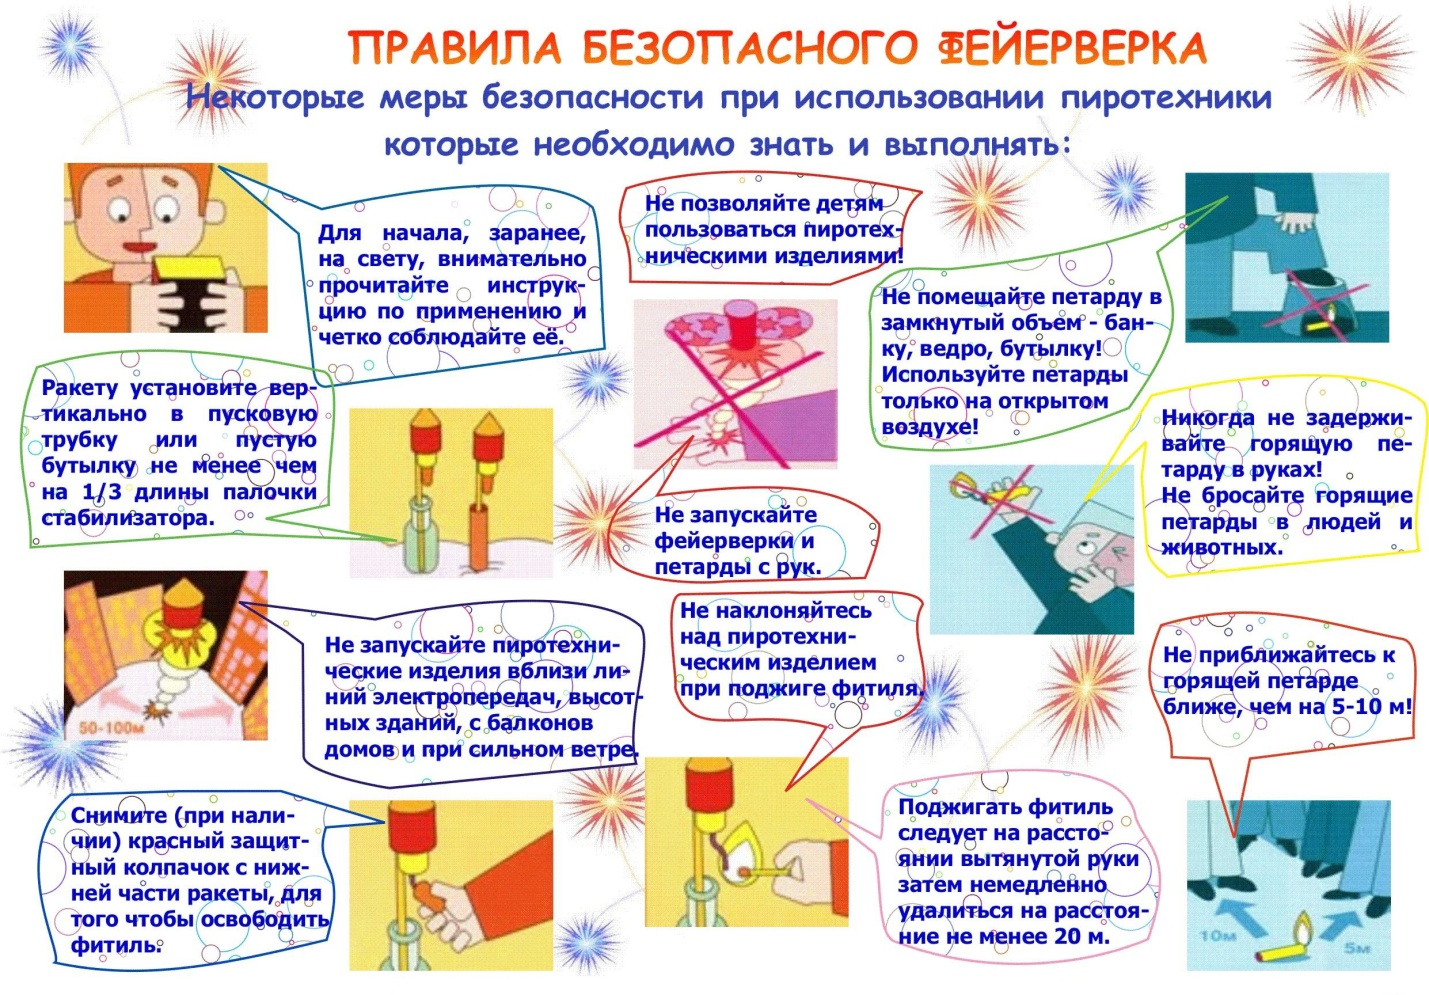 ПРАВИЛА БЕЗОПАСНОГО ФЕЙЕРВЕРКА
Некоторые меры безопасности при использовании пиротехники
которые необходимо знать и выполнять:
Для начала, заранее,
на свету, внимательно
прочитайте инструк-
цию по применению и
четко соблюдайте её.
Не позволяйте детям
пользоваться пиротех-
ническими изделиями!
Не помещайте петарду в
замкнутый объем - бан-
ку, ведро, бутылку!
Используйте петарды
только на открытом
воздухе!
Ракету установите вер-
тикально в пусковую
трубку или пустую
бутылку не менее чем
на 1/3 длины палочки
стабилизатора.
Не запускайте
фейерверки и
петарды с рук.
Никогда не задержи-
вайте горящую пе-
тарду в руках!
Не бросайте горящие
петарды в людей и
животных.
50-100м
Не запускайте пиротехни-
ческие изделия вблизи ли-
ний электропередач, высот-
ных зданий, с балконов
домов и при сильном ветре.
Не наклоняйтесь
над пиротехни-
ческим изделием
при поджиге фитиля.
Не приближайтесь к
горящей петарде
ближе, чем на 5-10 м!
Снимите (при нали-
чии) красный защит-
ный колпачок с ниж-
ней части ракеты, для
того чтобы освободить
фитиль.
Поджигать фитиль
следует на рассто-
янии вытянутой руки
затем немедленно
удалиться на расстоя-
ние не менее 20 м.
10м
5м